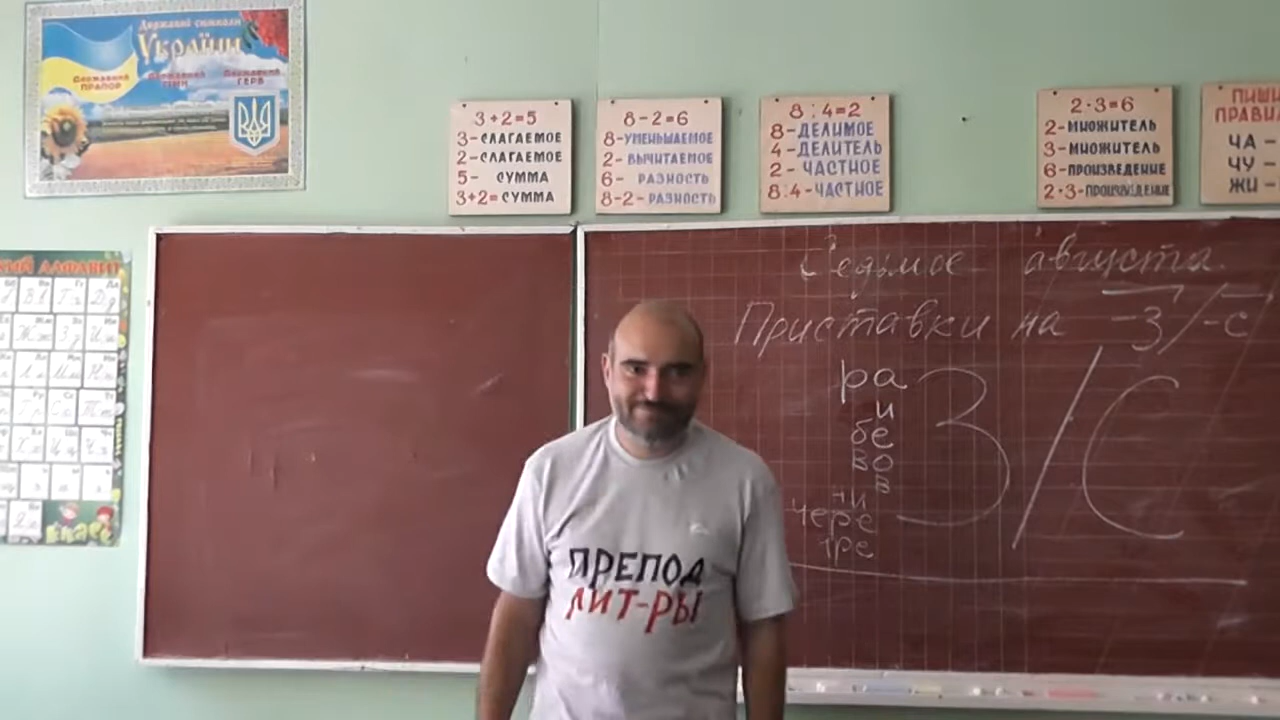 Державні символи
України
Державний
ПРАПОР
Державний
ГІМН
Державний
ГЕРБ
3+2=5
3-СЛАГАЕМОЕ
2-СЛАГАЕМОЕ
5- СУММА
3+2=СУММА
8-2=6
8-УМЕНЬШАЕМОЕ
2-ВЫЧИТАЕМОЕ
6- РАЗНОСТЬ
8-2-РАЗНОСТЬ
8:4=2
8-ДЕЛИМОЕ
4-ДЕЛИТЕЛЬ
2-ЧАСТНОЕ
8:4-ЧАСТНОЕ
2·3=6
2-МНОЖИТЕЛЬ
3-МНОЖИТЕЛЬ
6-ПРОИЗВЕДЕНИЕ
2·3-ПРОИЗВЕДЕНИЕ
ПИШИ
ЧА -
ЧУ -
ЖИ -
АЛФАВИТ
Седьмое августа.
Приставки на -з/-с
ра
и
бе
во
в
ни
чере
чре
З/С
ПРЕПОД
ЛИТ-РЫ